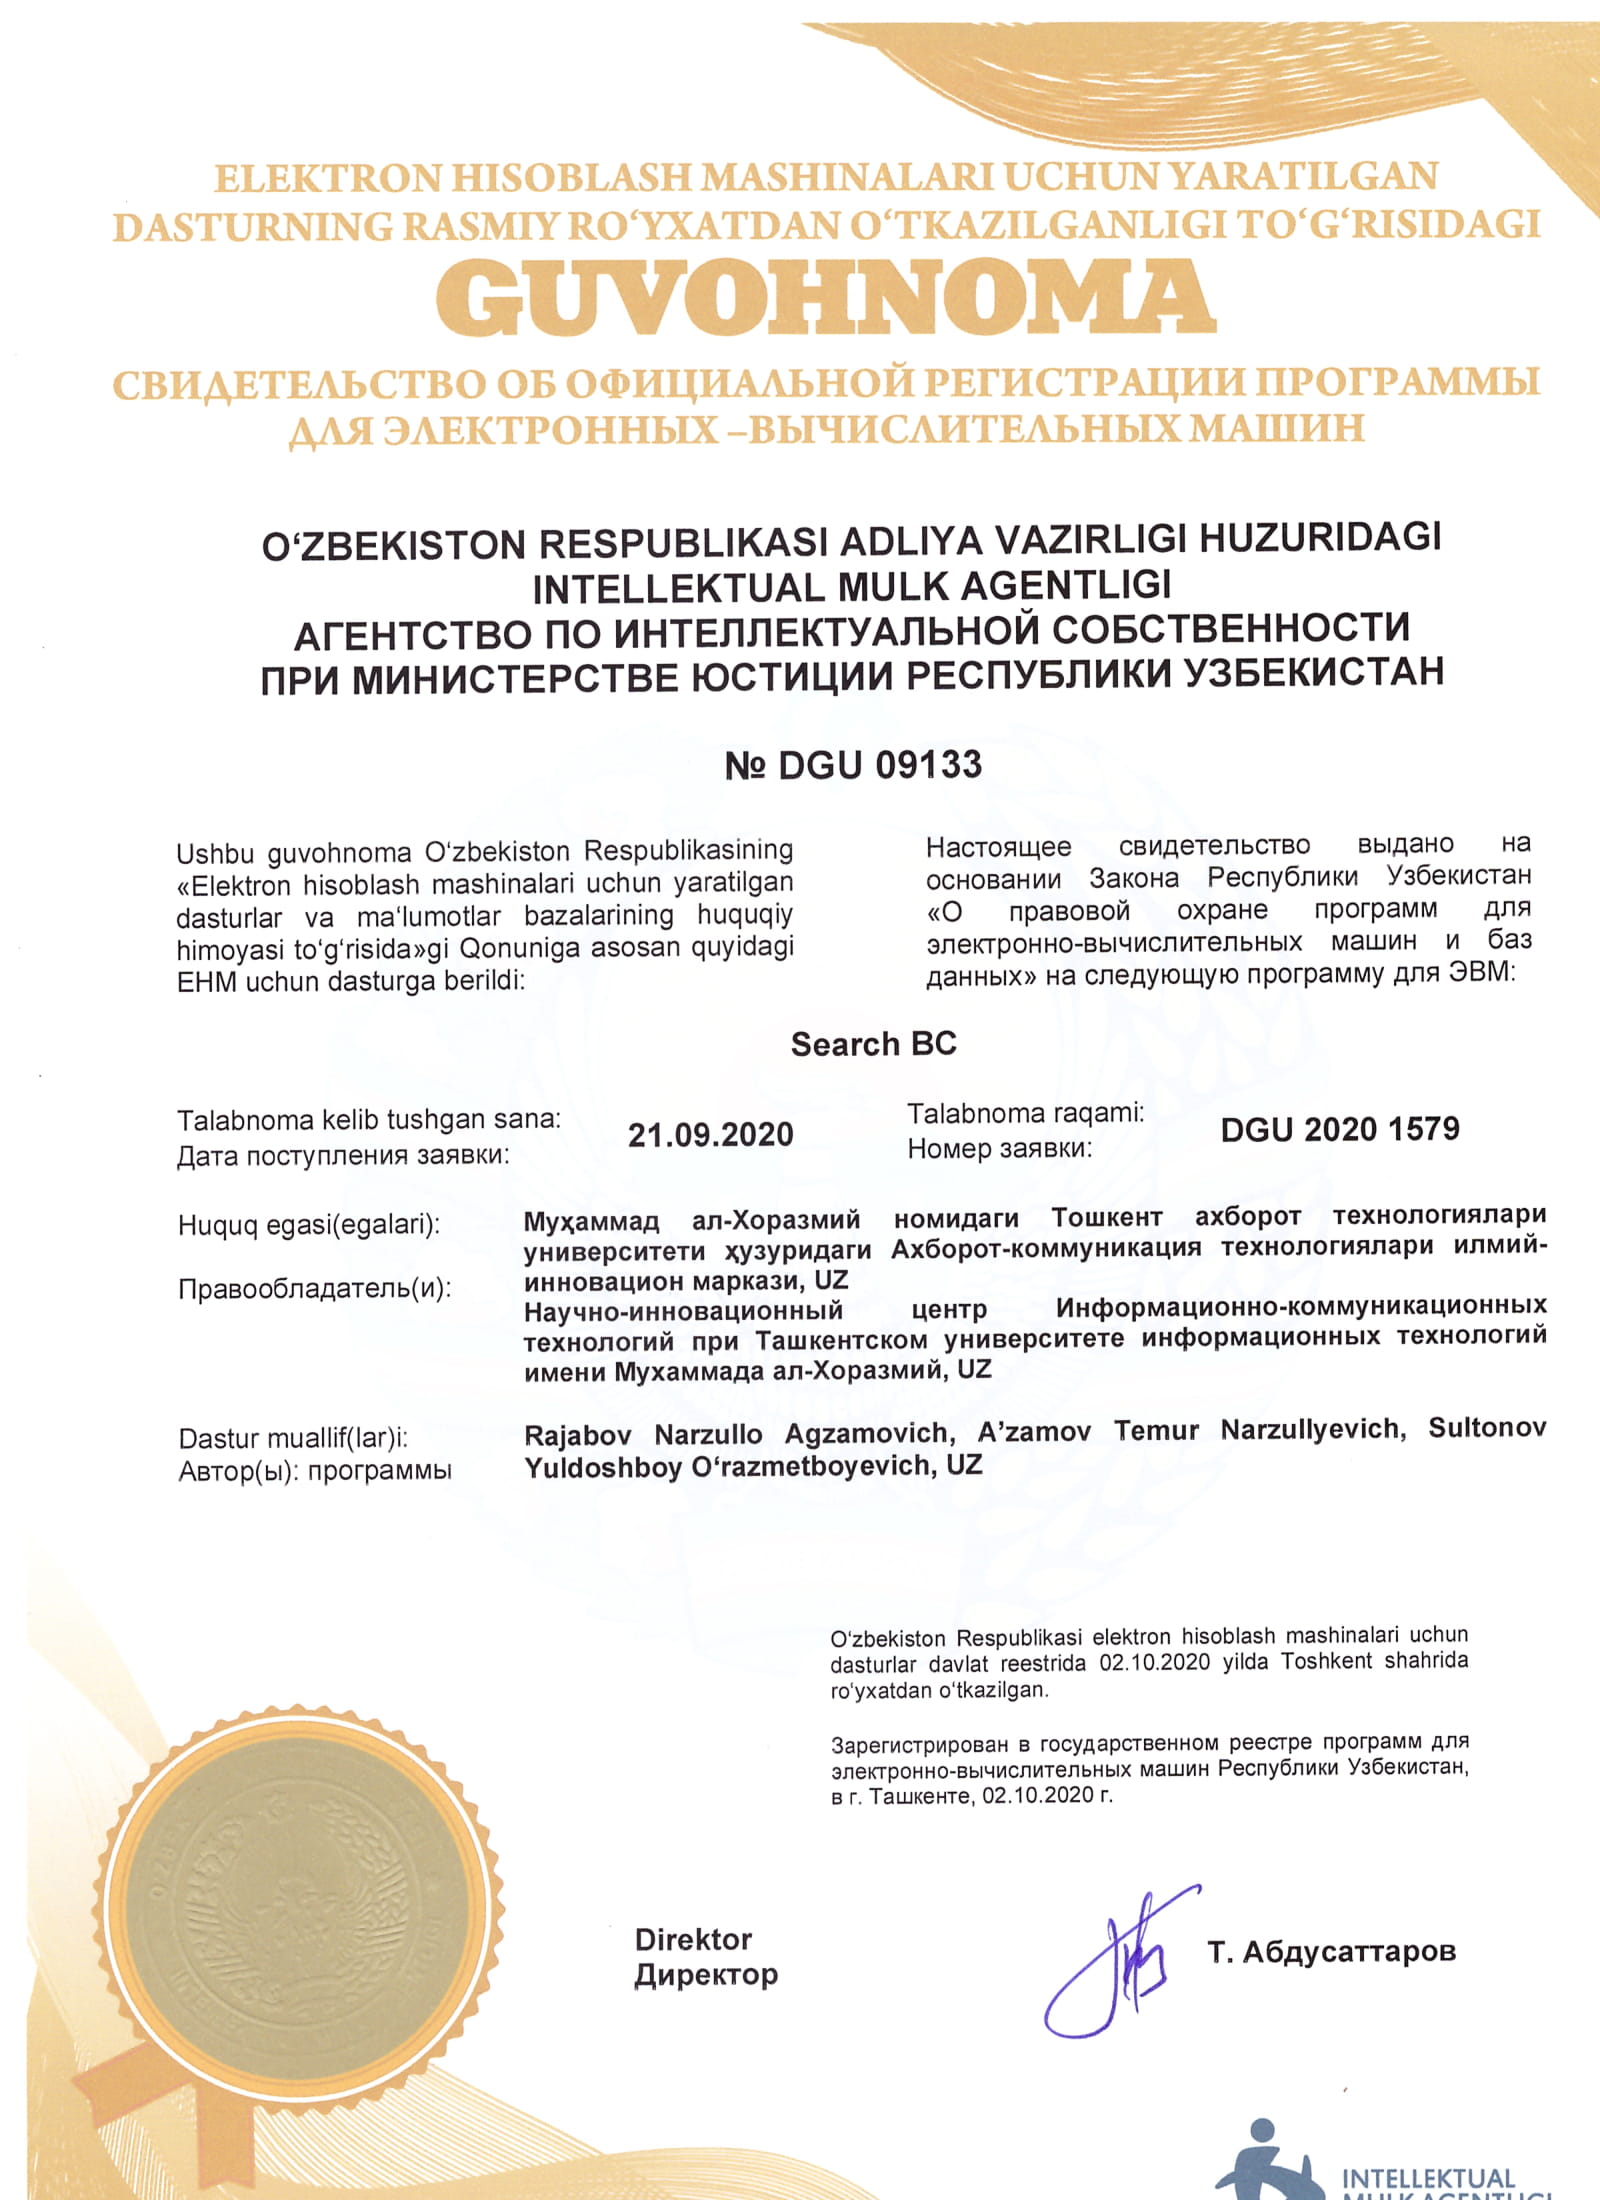 ELEKTRON HISOBLASH MASHINALARI UCHUN YARATILGAN
DASTURNING RASMIY RO‘YXATDAN O‘TKAZILGANLIGI TO‘G‘RISIDAGI
GUVOHNOMA
СВИДЕТЕЛЬСТВО ОБ ОФИЦИАЛЬНОЙ РЕГИСТРАЦИИ ПРОГРАММЫ
ДЛЯ ЭЛЕКТРОННЫХ –ВЫЧИСЛИТЕЛЬНЫХ МАШИН
O‘ZBEKISTON RESPUBLIKASI ADLIYA VAZIRLIGI HUZURIDAGI
INTELLEKTUAL MULK AGENTLIGI
АГЕНТСТВО ПО ИНТЕЛЛЕКТУАЛЬНОЙ СОБСТВЕННОСТИ
ПРИ МИНИСТЕРСТВЕ ЮСТИЦИИ РЕСПУБЛИКИ УЗБЕКИСТАН
№ DGU 09133
Ushbu guvohnoma O‘zbekiston Respublikasining
«Elektron hisoblash mashinalari uchun yaratilgan
dasturlar va ma‘lumotlar bazalarining huquqiy
himoyasi to‘g‘risida»gi Qonuniga asosan quyidagi
EHM uchun dasturga berildi:
Настоящее свидетельство выдано на
основании Закона Республики Узбекистан
«О правовой охране программ для
электронно-вычислительных машин и баз
данных» на следующую программу для ЭВМ:
Search BC
Talabnoma kelib tushgan sana:
Дата поступления заявки:
21.09.2020
Talabnoma raqami:
Номер заявки:
DGU 2020 1579
Huquq egasi(egalari):
Правообладатель(и):
Муҳаммад ал-Хоразмий номидаги Тошкент ахборот технологиялари
университети ҳузуридаги Ахборот-коммуникация технологиялари илмий-
инновацион маркази, UZ
Научно-инновационный центр Информационно-коммуникационных
технологий при Ташкентском университете информационных технологий
имени Мухаммада ал-Хоразмий, UZ
Dastur muallif(lar)i:
Автор(ы): программы
Rajabov Narzullo Agzamovich, A’zamov Temur Narzullyevich, Sultonov
Yuldoshboy O‘razmetboyevich, UZ
O‘zbekiston Respublikasi elektron hisoblash mashinalari uchun
dasturlar davlat reestrida 02.10.2020 yilda Toshkent shahrida
ro‘yxatdan o‘tkazilgan.
Зарегистрирован в государственном реестре программ для
электронно-вычислительных машин Республики Узбекистан,
в г. Ташкенте, 02.10.2020 г.
Direktor
Директор
Т. Абдусаттаров
INTELLEKTUAL
MULK AGENTLIGI